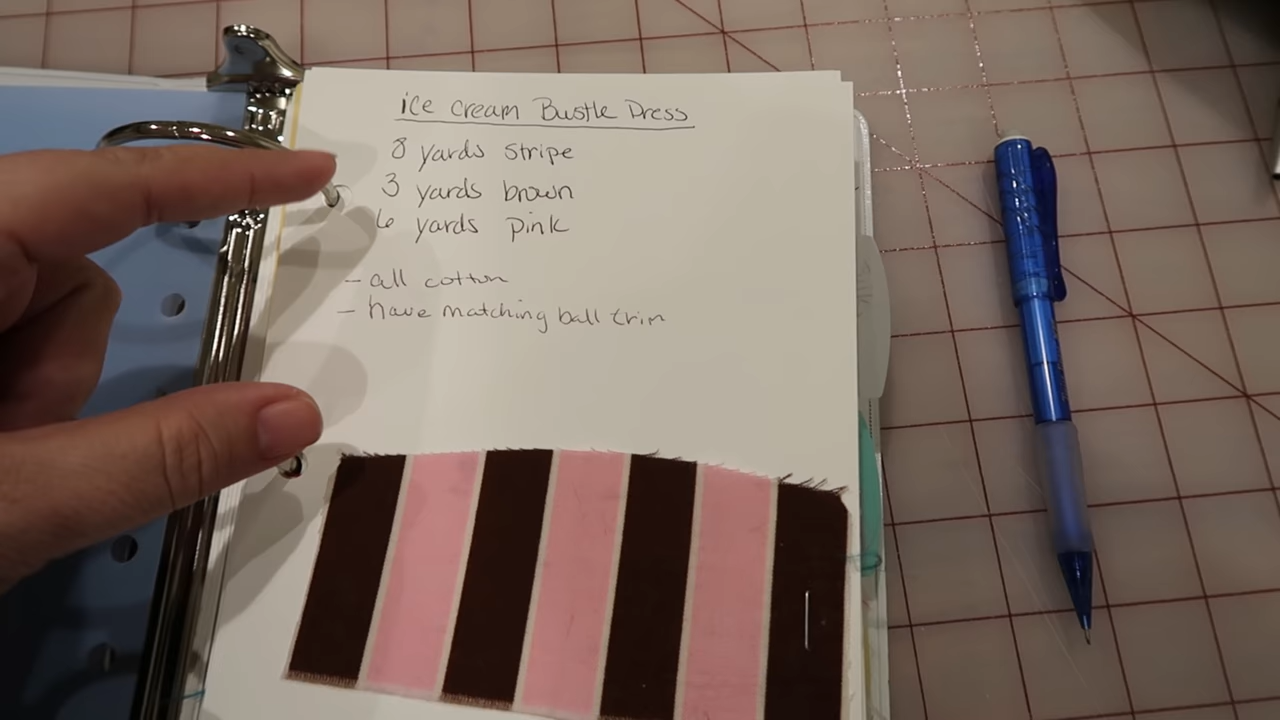 ice cream Bustle Dress
8 yards stripe
3 yards brown
6 yards pink
- all cotton
- have matching ball trim